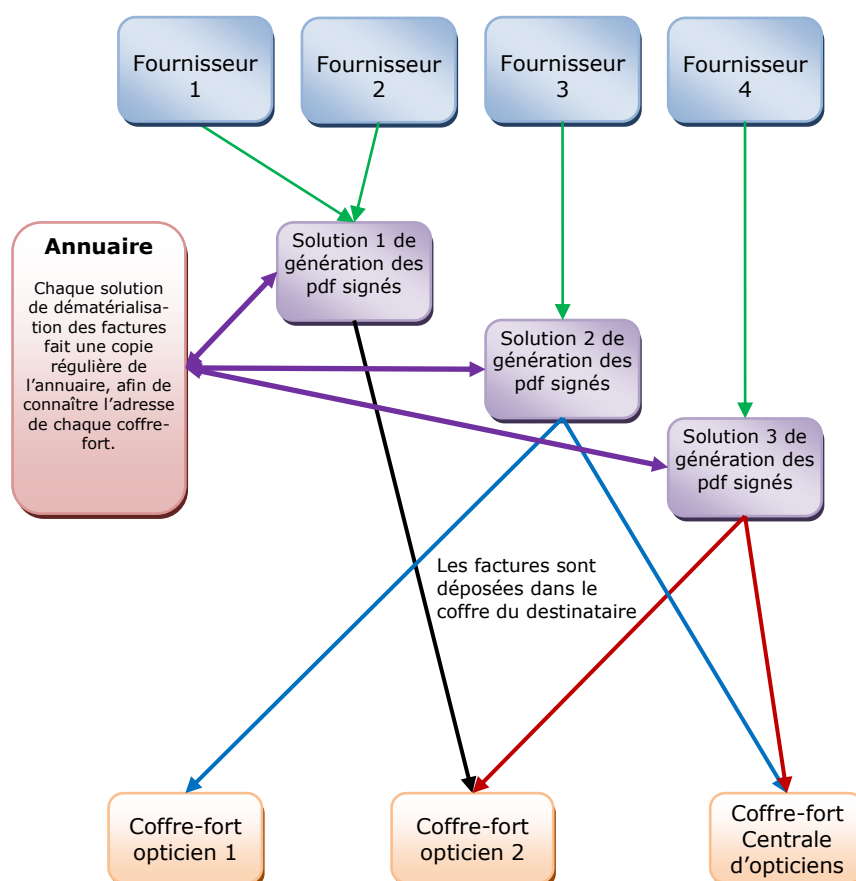 Fournisseur
1
Fournisseur
2
Fournisseur
3
Fournisseur
4
Annuaire
Chaque solution
de dématérialisa-
tion des factures
fait une copie
régulière de
l’annuaire, afin de
connaître l’adresse
de chaque coffre-
fort.
Solution 1 de
génération des
pdf signés
Solution 2 de
génération des
pdf signés
Solution 3 de
génération des
pdf signés
Les factures sont
déposées dans le
coffre du destinataire
Coffre-fort
opticien 1
Coffre-fort
opticien 2
Coffre-fort
Centrale
d’opticiens